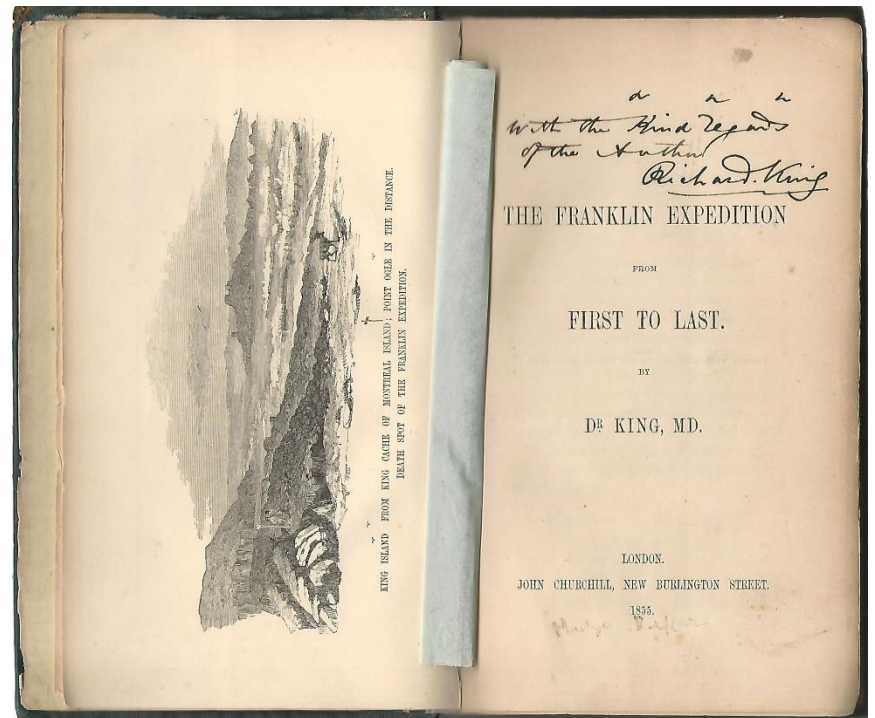 KING ISLAND FROM KING CACHE OF MONTREAL ISLAND; POINT OGLE IN THE DISTANCE.
DEATH SPOT OF THE FRANKLIN EXPEDITION.
With the Kind regards
of the Author
Richard King
THE FRANKLIN EXPEDITION
FROM
FIRST TO LAST.
BY
DR KING, MD.
LONDON.
JOHN CHURCHILL, NEW BURLINGTON STREET.
1855.